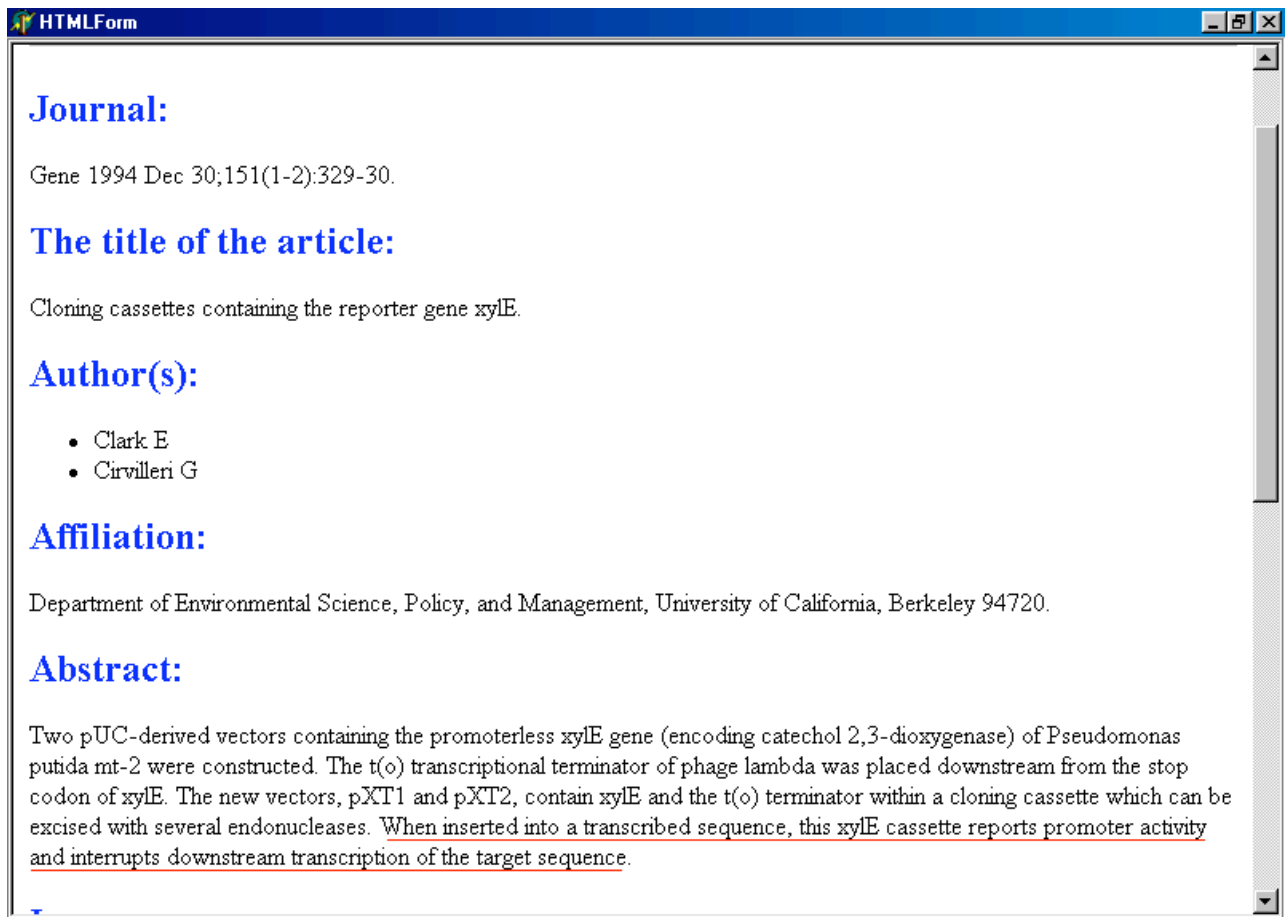 HTMLForm
Journal:
Gene 1994 Dec 30;151(1-2):329-30.
The title of the article:
Cloning cassettes containing the reporter gene xylE.
Author(s):
• Clark E
• Cirvilleri G
Affiliation:
Department of Environmental Science, Policy, and Management, University of California, Berkeley 94720.
Abstract:
Two pUC-derived vectors containing the promoterless xylE gene (encoding catechol 2,3-dioxygenase) of Pseudomonas
putida mt-2 were constructed. The t(o) transcriptional terminator of phage lambda was placed downstream from the stop
codon of xylE. The new vectors, pXT1 and pXT2, contain xylE and the t(o) terminator within a cloning cassette which can be
excised with several endonucleases. When inserted into a transcribed sequence, this xylE cassette reports promoter activity
and interrupts downstream transcription of the target sequence.